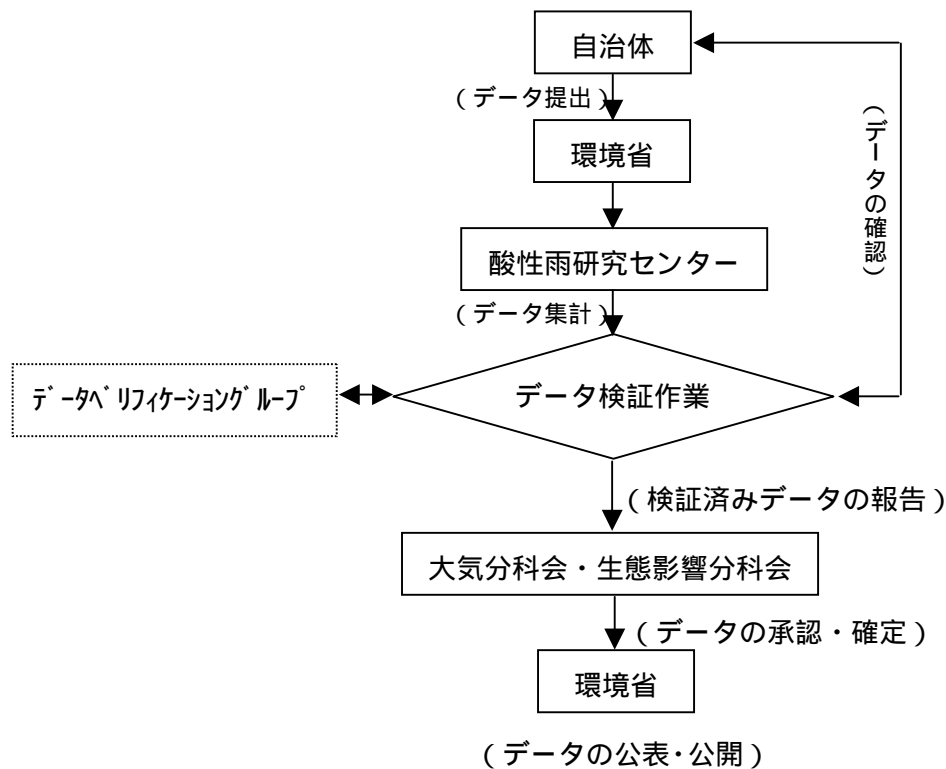 自治体
（データ提出）
環境省
（データの確認）
酸性雨研究センター
（データ集計）
データ検証作業
ﾃﾞｰﾀﾍﾞﾘﾌｨｹｰｼｮﾝｸﾞﾙｰﾌﾟ
（検証済みデータの報告）
大気分科会・生態影響分科会
（データの承認・確定）
環境省
（データの公表・公開）